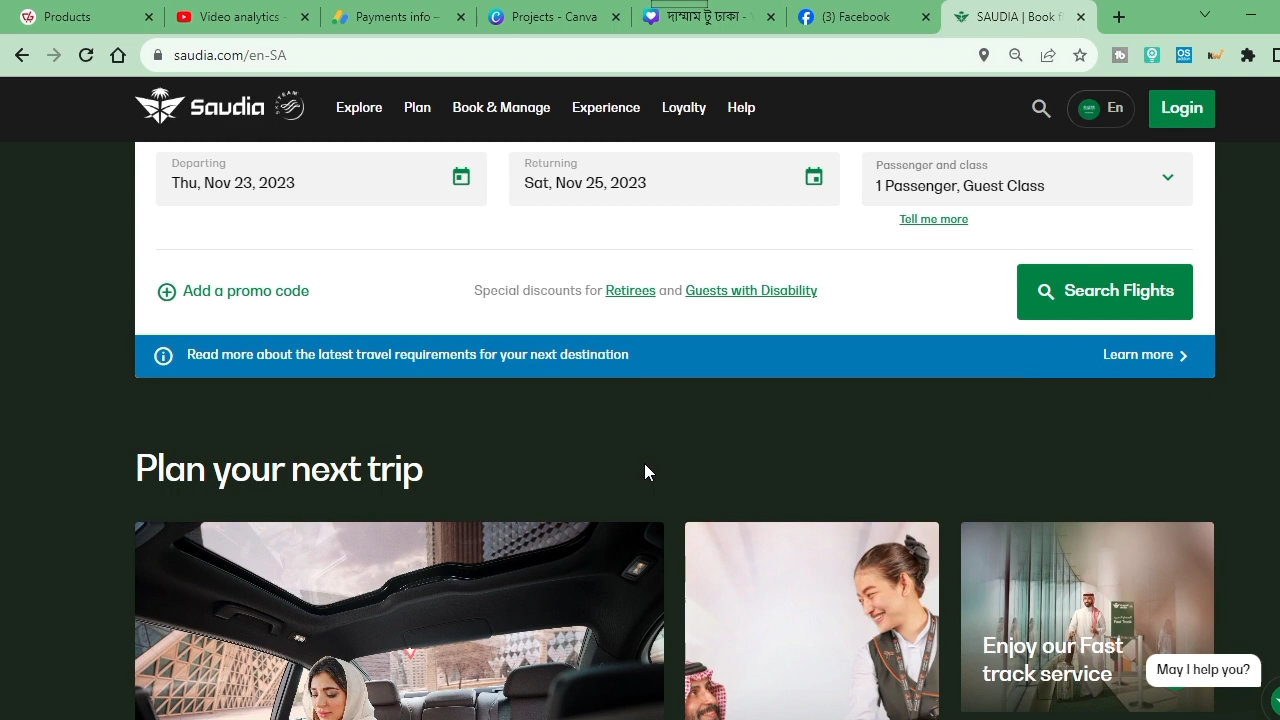 Products
Video analytics
Payments info –
Projects - Canva
দাম্মাম টু ঢাকা -
(3) Facebook
SAUDIA | Book f
saudia.com/en-SA
Saudia
Explore
Plan
Book & Manage
Experience
Loyalty
Help
En
Login
Departing
Thu, Nov 23, 2023
Returning
Sat, Nov 25, 2023
Passenger and class
1 Passenger, Guest Class
Tell me more
Add a promo code
Special discounts for Retirees and Guests with Disability
Search Flights
Read more about the latest travel requirements for your next destination
Learn more
Plan your next trip
Enjoy our Fast
track service
May I help you?